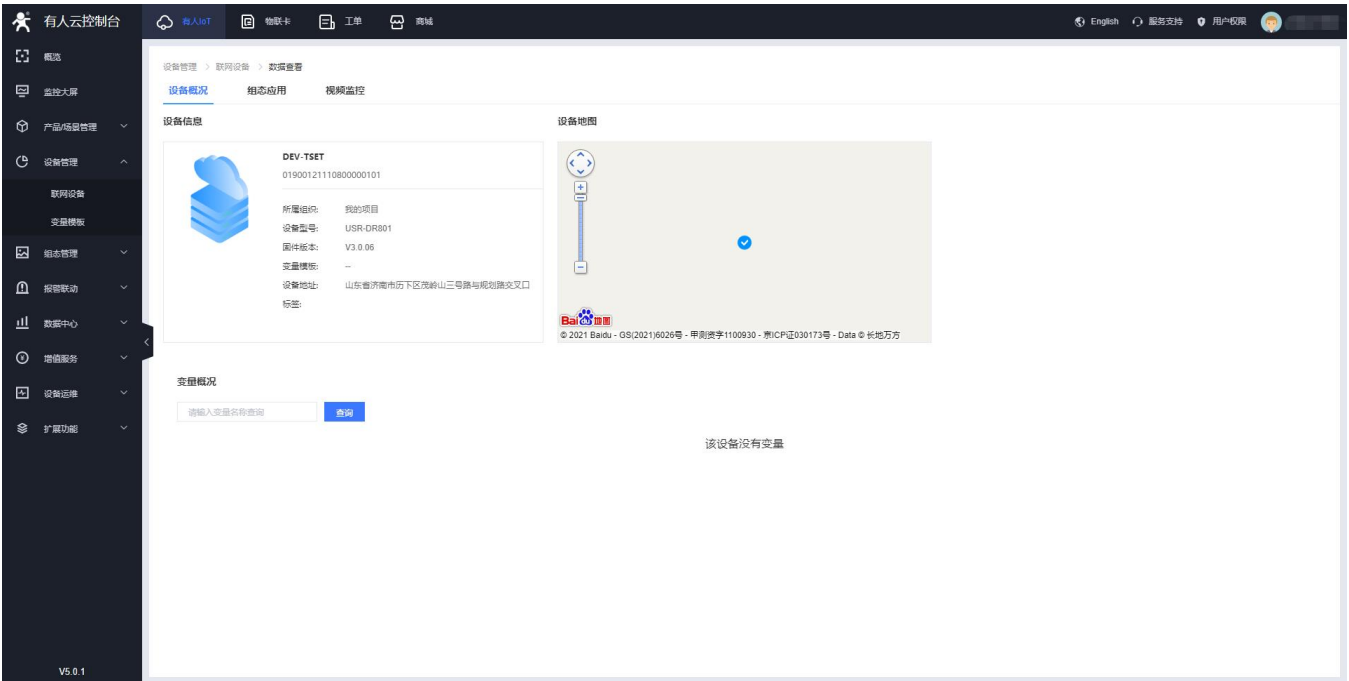 有人云控制台
有人IoT 物联卡 工单 商城
English 服务支持 用户权限
概览
监控大屏
产品/场景管理
设备管理
联网设备
变量模板
组态管理
报警联动
数据中心
增值服务
设备运维
扩展功能
V5.0.1
设备管理 > 联网设备 > 数据查看
设备概况 组态应用 视频监控
设备信息
DEV-TSET
01900121110800000101
所属组织: 我的项目
设备型号: USR-DR801
固件版本: V3.0.06
变量模板: --
设备地址: 山东省济南市历下区茂岭山三号路与规划路交叉口
标签:
设备地图
Bai du 地图
© 2021 Baidu - GS(2021)6026号 - 甲测资字1100930 - 京ICP证030173号 - Data © 长地万方
变量概况
请输入变量名称查询 查询
该设备没有变量